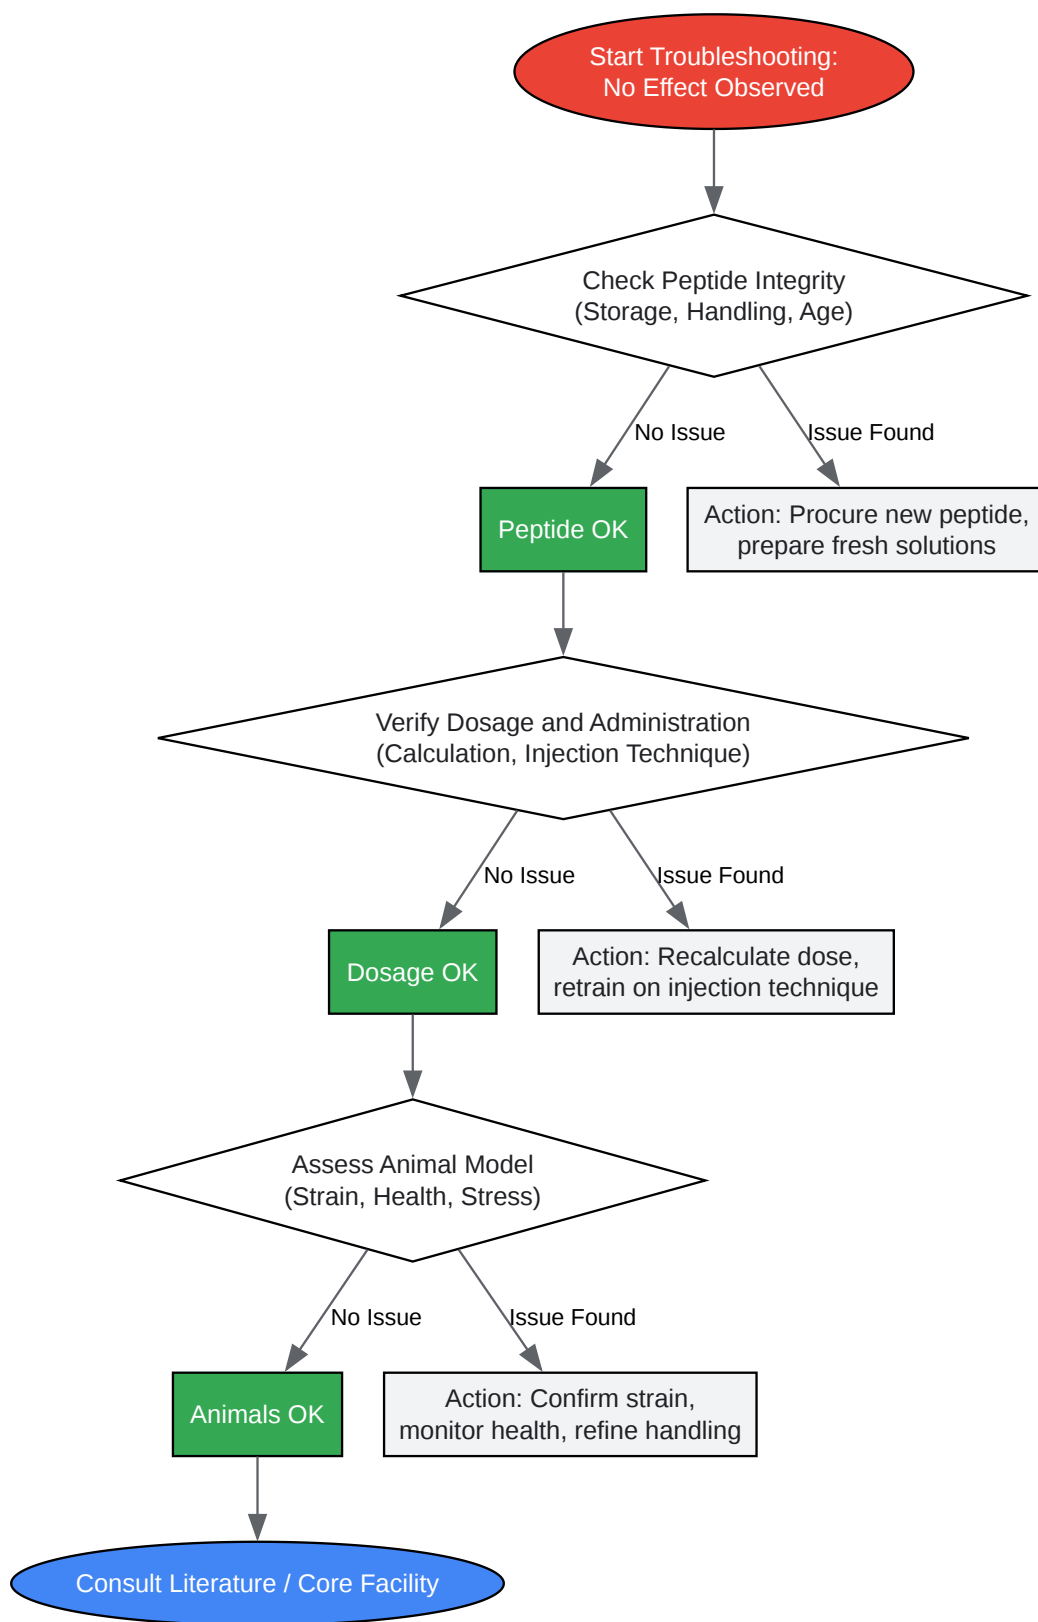 Start Troubleshooting:
No Effect Observed
Check Peptide Integrity
(Storage, Handling, Age)
No Issue
Issue Found
Peptide OK
Action: Procure new peptide,
prepare fresh solutions
Verify Dosage and Administration
(Calculation, Injection Technique)
No Issue
Issue Found
Dosage OK
Action: Recalculate dose,
retrain on injection technique
Assess Animal Model
(Strain, Health, Stress)
No Issue
Issue Found
Animals OK
Action: Confirm strain,
monitor health, refine handling
Consult Literature / Core Facility